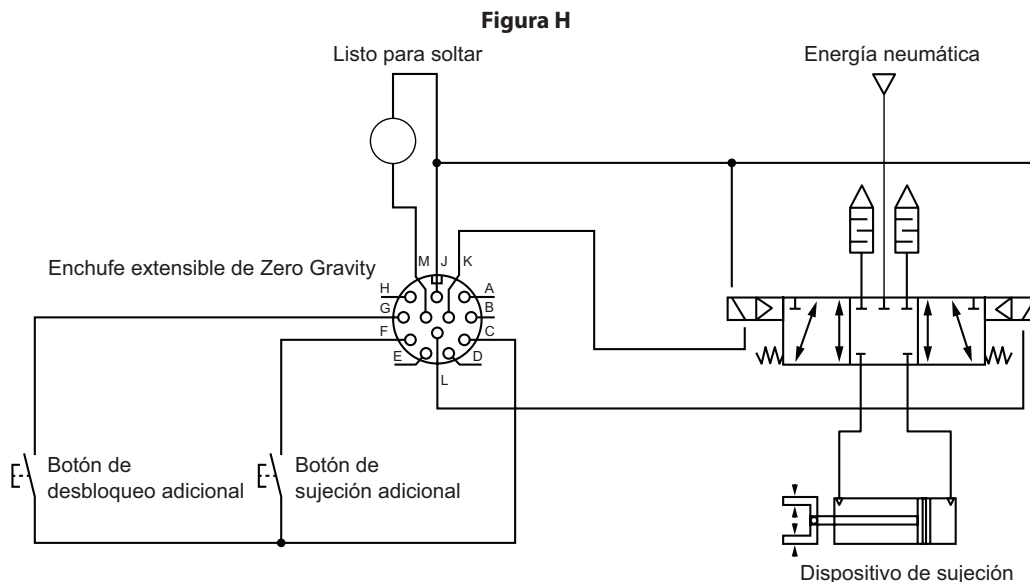 Figura H
Listo para soltar
Energía neumática
Enchufe extensible de Zero Gravity
M J K
H A
G B
F C
E D
L
Botón de
desbloqueo adicional
Botón de
sujeción adicional
Dispositivo de sujeción